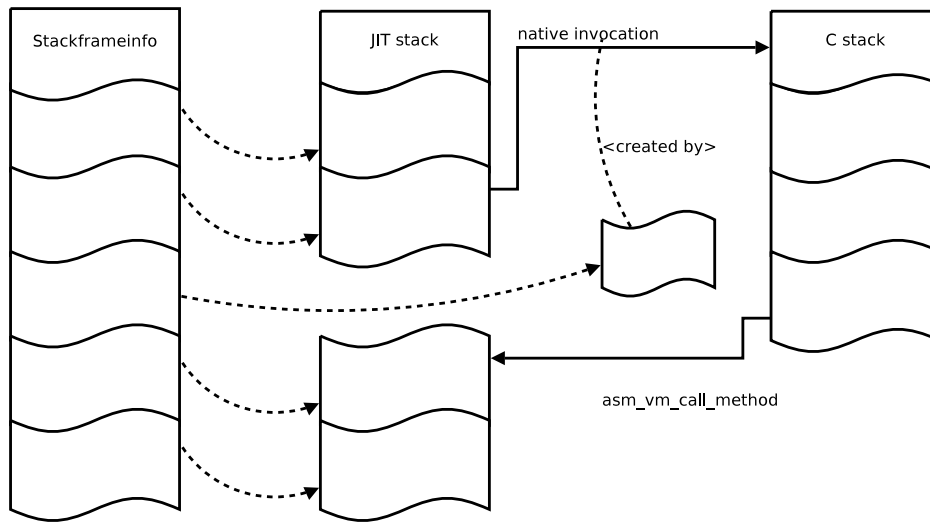 Stackframeinfo
JIT stack
native invocation
C stack
<created by>
asm_vm_call_method